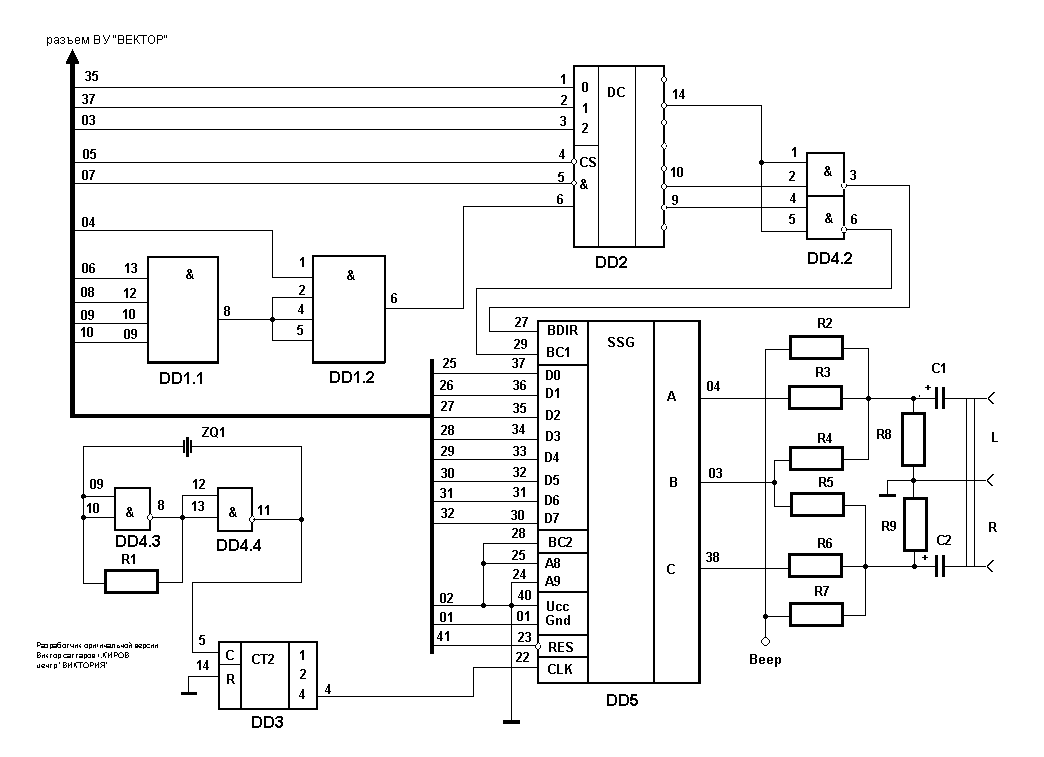 разъем ВУ "ВЕКТОР"
35 1 0 DC
37 2 1 14
03 3 2
05 4 CS 10 1 & 3
07 5 & 2
6 9 4 & 6
04 5
DD2 DD4.2
06 13 & 1 &
08 12 8 2 6
09 10 4
10 09 5
DD1.1 DD1.2
27 BDIR SSG R2
29 BC1
25 37 D0 R3 C1
26 36 D1 A 04 +
27 35 D2
28 34 D3 R4 R8 L
29 33 D4
30 32 D5 B 03 R5
31 31 D6
32 30 D7 R9 R
ZQ1
09 & 8 12 & 11
10 13
DD4.3 DD4.4
R1
28 BC2 R6 C2
25 A8 C 38 +
24 A9
02 40 Ucc R7
01 01 Gnd
41 23 RES
22 CLK
Beep
DD5
5 C CT2 1
14 R 2
4 4
DD3
Разработчик оригинальной версии
Виктор саттаров г.КИРОВ
центр "ВИКТОРИЯ"